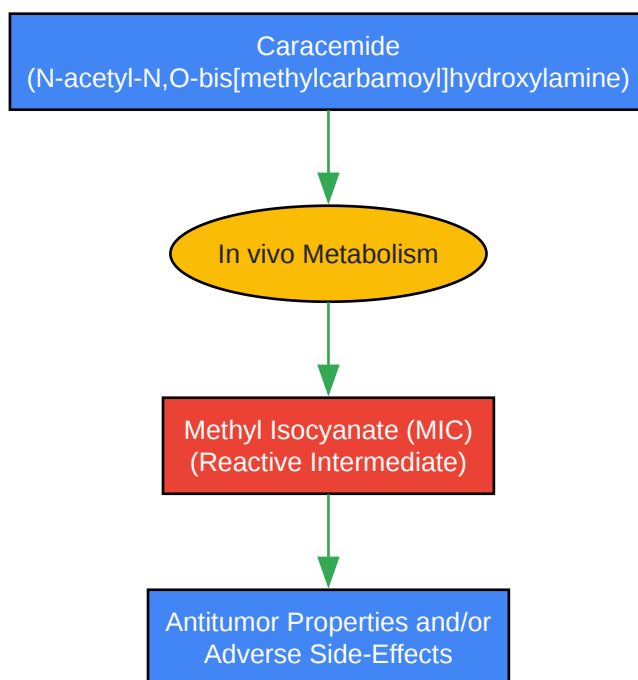 Caracemide
(N-acetyl-N,O-bis[methylcarbamoyl]hydroxylamine)
In vivo Metabolism
Methyl Isocyanate (MIC)
(Reactive Intermediate)
Antitumor Properties and/or
Adverse Side-Effects